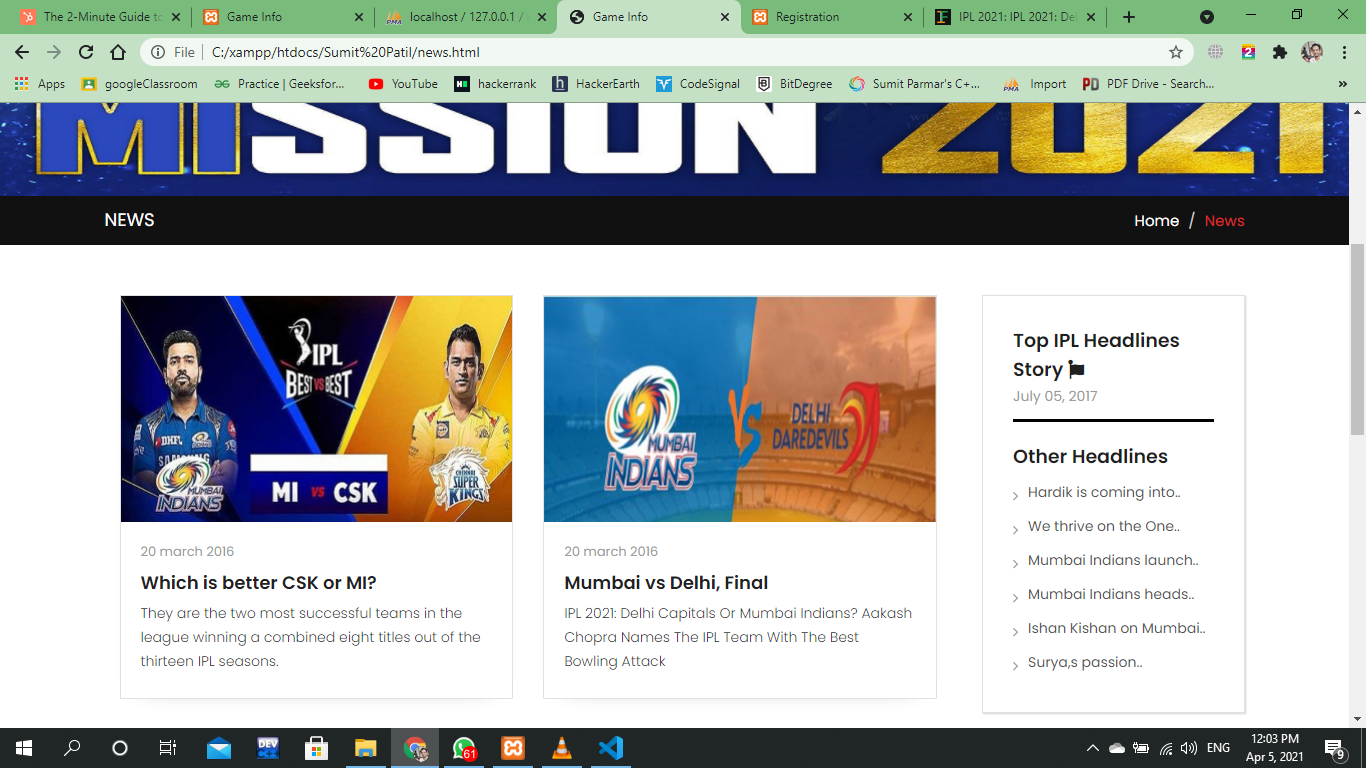 The 2-Minute Guide to
Game Info
localhost / 127.0.0.1 /
Game Info
Registration
IPL 2021: IPL 2021: De
File
C:/xampp/htdocs/Sumit%20Patil/news.html
Apps
googleClassroom
Practice | Geeksfor...
YouTube
hackerrank
HackerEarth
CodeSignal
BitDegree
Sumit Parmar's C+...
Import
PDF Drive - Search...
»
MISSION 2021
NEWS
Home / News
IPL
BEST VS BEST
MUMBAI
INDIANS
MI VS CSK
CHENNAI
SUPER
KINGS
MUMBAI
INDIANS
VS
DELHI
DAREDEVILS
20 march 2016
Which is better CSK or MI?
They are the two most successful teams in the
league winning a combined eight titles out of the
thirteen IPL seasons.
20 march 2016
Mumbai vs Delhi, Final
IPL 2021: Delhi Capitals Or Mumbai Indians? Aakash
Chopra Names The IPL Team With The Best
Bowling Attack
Top IPL Headlines
Story
July 05, 2017
Other Headlines
Hardik is coming into..
We thrive on the One..
Mumbai Indians launch..
Mumbai Indians heads..
Ishan Kishan on Mumbai..
Surya,s passion..
DEV
61
ENG
12:03 PM
Apr 5, 2021
9